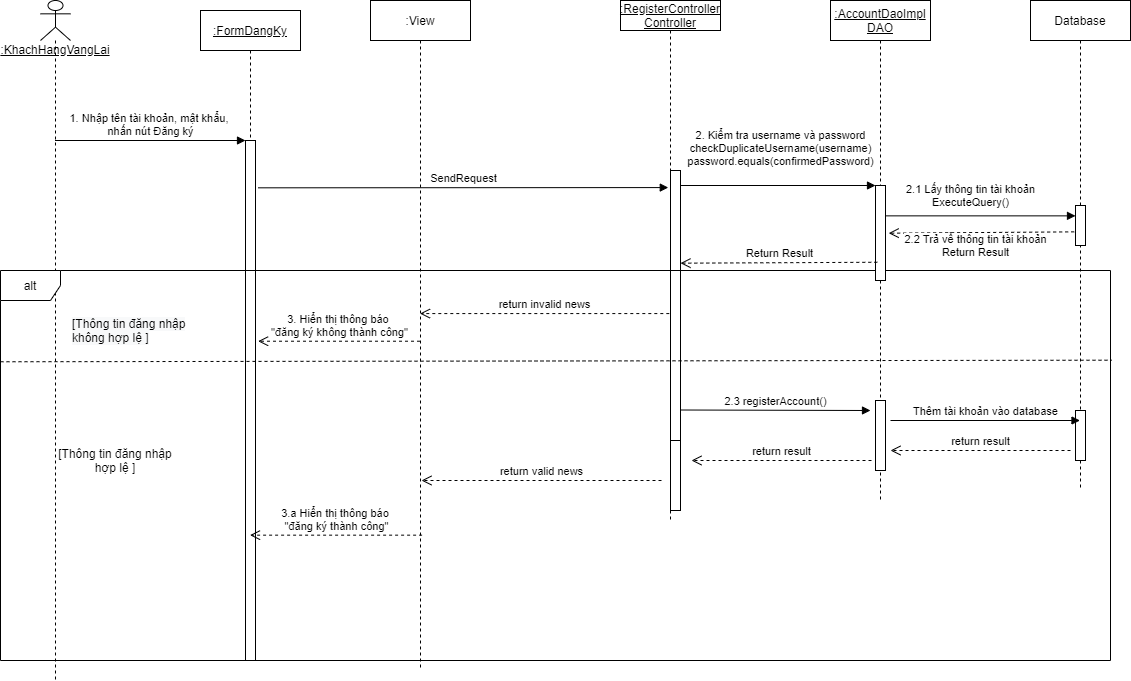 :KhachHangVangLai
:FormDangKy
:View
:RegisterController
Controller
:AccountDaoImpl
DAO
Database
1. Nhập tên tài khoản, mật khẩu,
nhấn nút Đăng ký
2. Kiểm tra username và password
checkDuplicateUsername(username)
password.equals(confirmedPassword)
SendRequest
2.1 Lấy thông tin tài khoản
ExecuteQuery()
2.2 Trả về thông tin tài khoản
Return Result
Return Result
alt
return invalid news
[Thông tin đăng nhập
không hợp lệ ]
3. Hiển thị thông báo
"đăng ký không thành công"
2.3 registerAccount()
Thêm tài khoản vào database
return result
return result
[Thông tin đăng nhập
hợp lệ ]
return valid news
3.a Hiển thị thông báo
"đăng ký thành công"